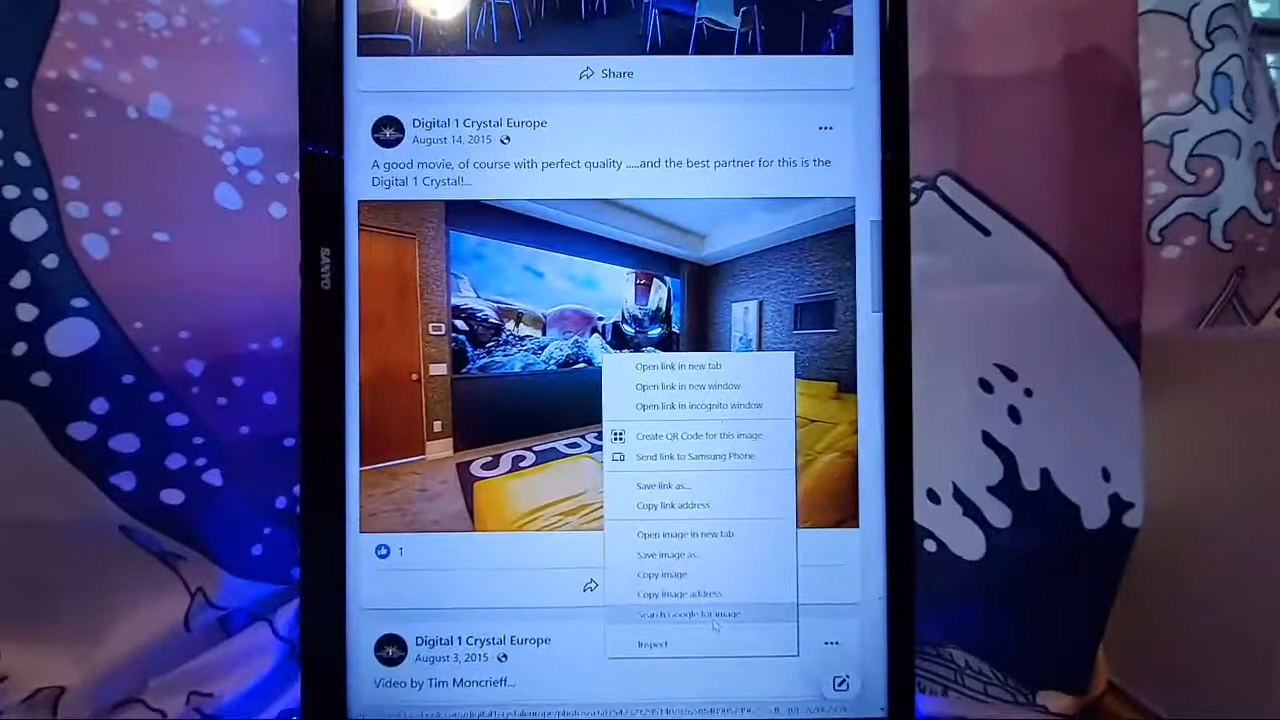 Share
Digital 1 Crystal Europe
August 14, 2015
A good movie, of course with perfect quality .....and the best partner for this is the
Digital 1 Crystal!...
SANYO
Open link in new tab
Open link in new window
Open link in incognito window
Create QR Code for this image
Send link to Samsung Phone
Save link as...
Copy link address
Open image in new tab
Save image as...
Copy image
Copy image address
Search Google for image
Inspect
1
Digital 1 Crystal Europe
August 3, 2015
Video by Tim Moncrieff...